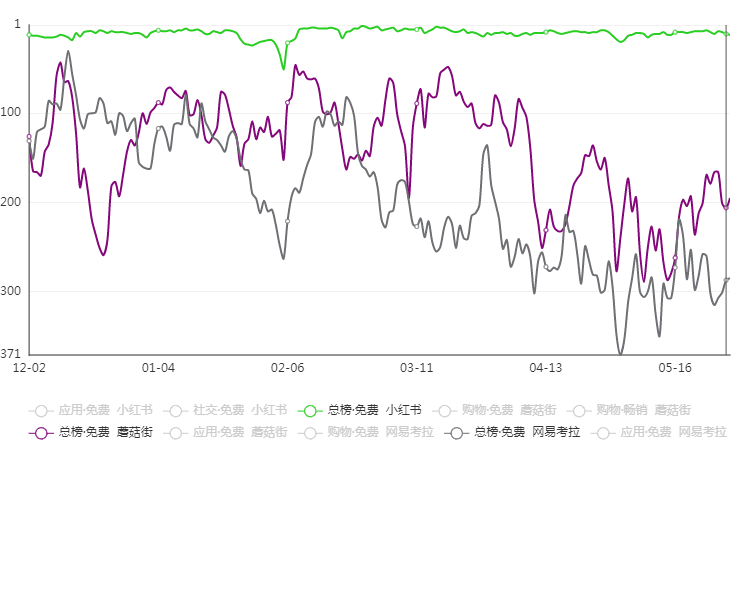 1
100
200
300
371
12-02 01-04 02-06 03-11 04-13 05-16
应用·免费 小红书 社交·免费 小红书 总榜·免费 小红书 购物·免费 蘑菇街 购物·畅销 蘑菇街
总榜·免费 蘑菇街 应用·免费 蘑菇街 购物·免费 网易考拉 总榜·免费 网易考拉 应用·免费 网易考拉